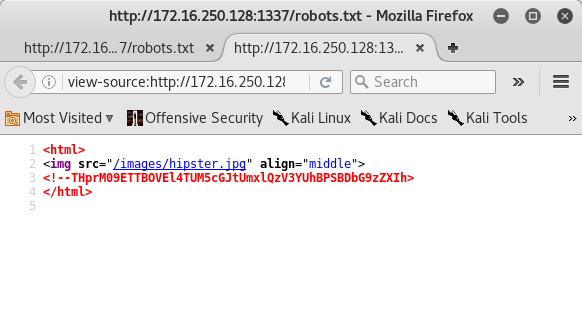 http://172.16.250.128:1337/robots.txt - Mozilla Firefox
http://172.16....7/robots.txt
http://172.16.250.128:13...
view-source:http://172.16.250.128
Search
Most Visited
Offensive Security
Kali Linux
Kali Docs
Kali Tools
»
1 <html>
2 <img src="/images/hipster.jpg" align="middle">
3 <!--THprM09ETTBOVEl4TUM5cGJtUmxlQzV3YUhBPSBDbG9zZXIh>
4 </html>
5